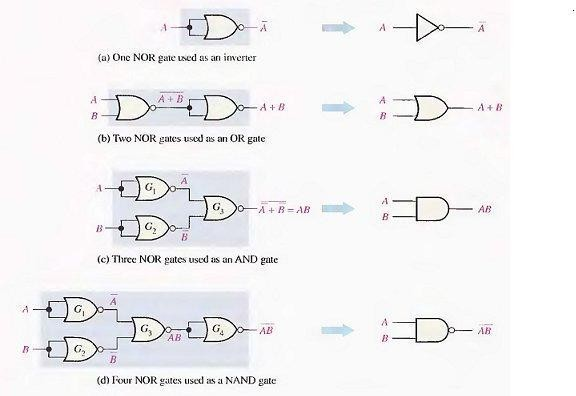 A A̅ A A̅
(a) One NOR gate used as an inverter
A B A̅ ̅+̅ ̅B̅ A + B A B A + B
(b) Two NOR gates used as an OR gate
A G₁ A̅
G₃ A̅ + B̅ = AB A B AB
B G₂ B̅
(c) Three NOR gates used as an AND gate
A G₁ A̅
G₃ AB G₄ A̅B̅ A B A̅B̅
B G₂ B̅
(d) Four NOR gates used as a NAND gate